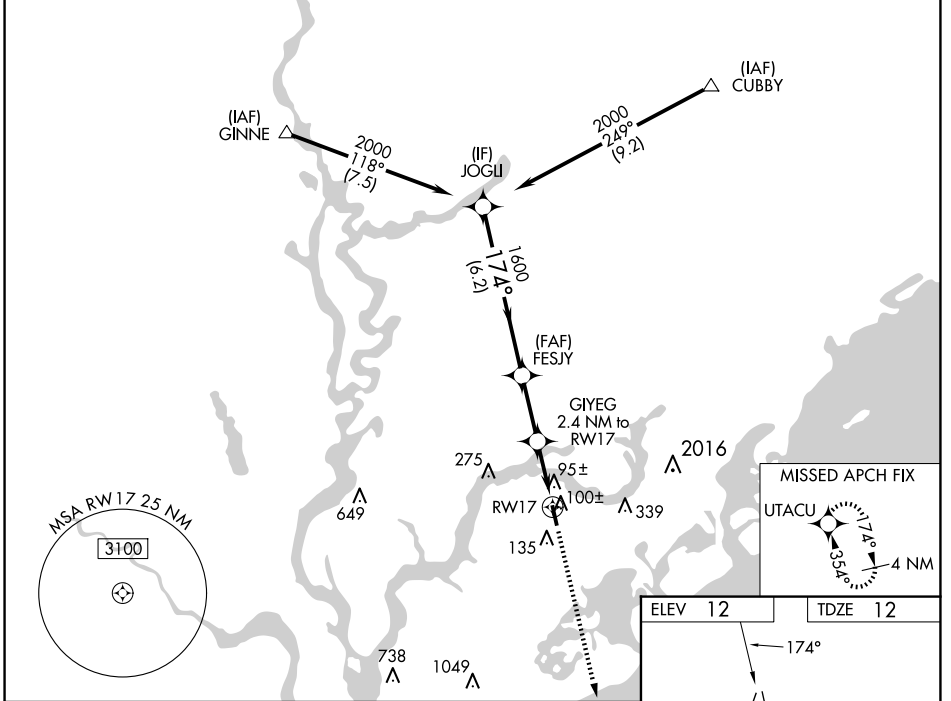 (IAF)
CUBBY
2000
249°
(9.2)
(IAF)
GINNE
2000
118°
(7.5)
(IF)
JOGLI
1600
174°
(6.2)
(FAF)
FESJY
GIYEG
2.4 NM to
RW17
275
95±
2016
649
RW17
100±
339
135
MSA RW17 25 NM
3100
738
1049
MISSED APCH FIX
UTACU
174°
354°
4 NM
ELEV 12
TDZE 12
174°